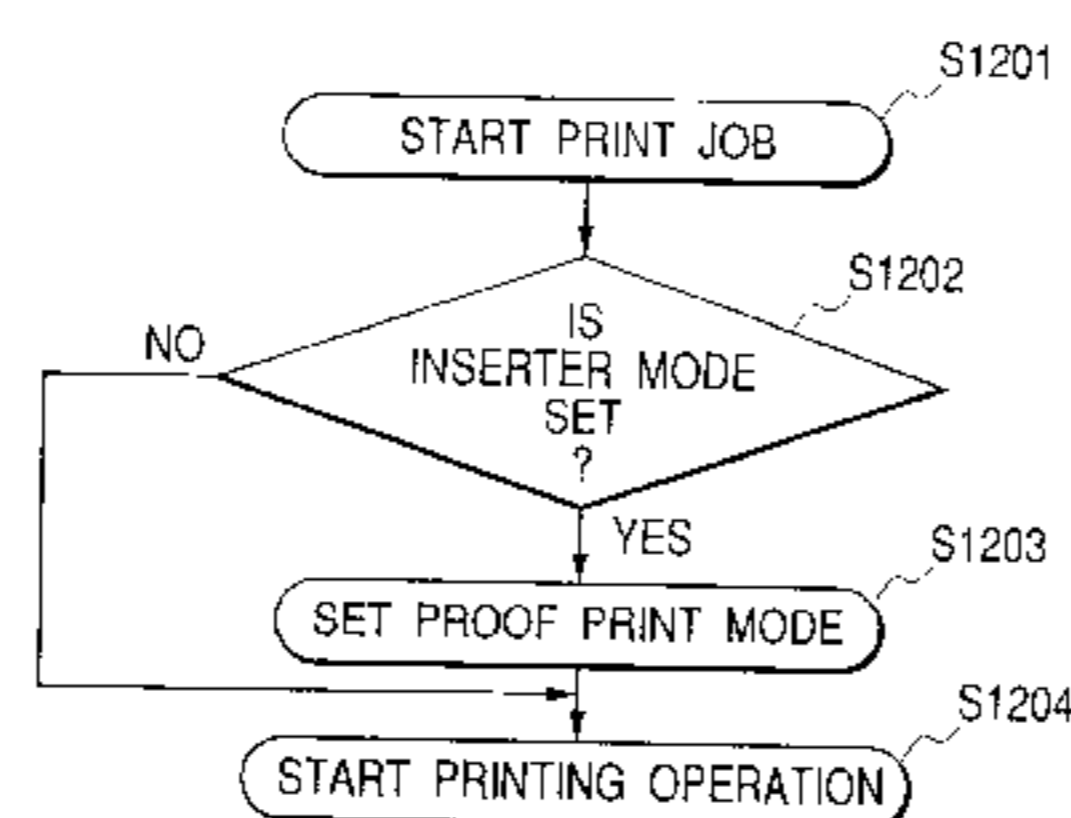 S1201
START PRINT JOB
S1202
IS
INSERTER MODE
SET
?
NO
YES
S1203
SET PROOF PRINT MODE
S1204
START PRINTING OPERATION